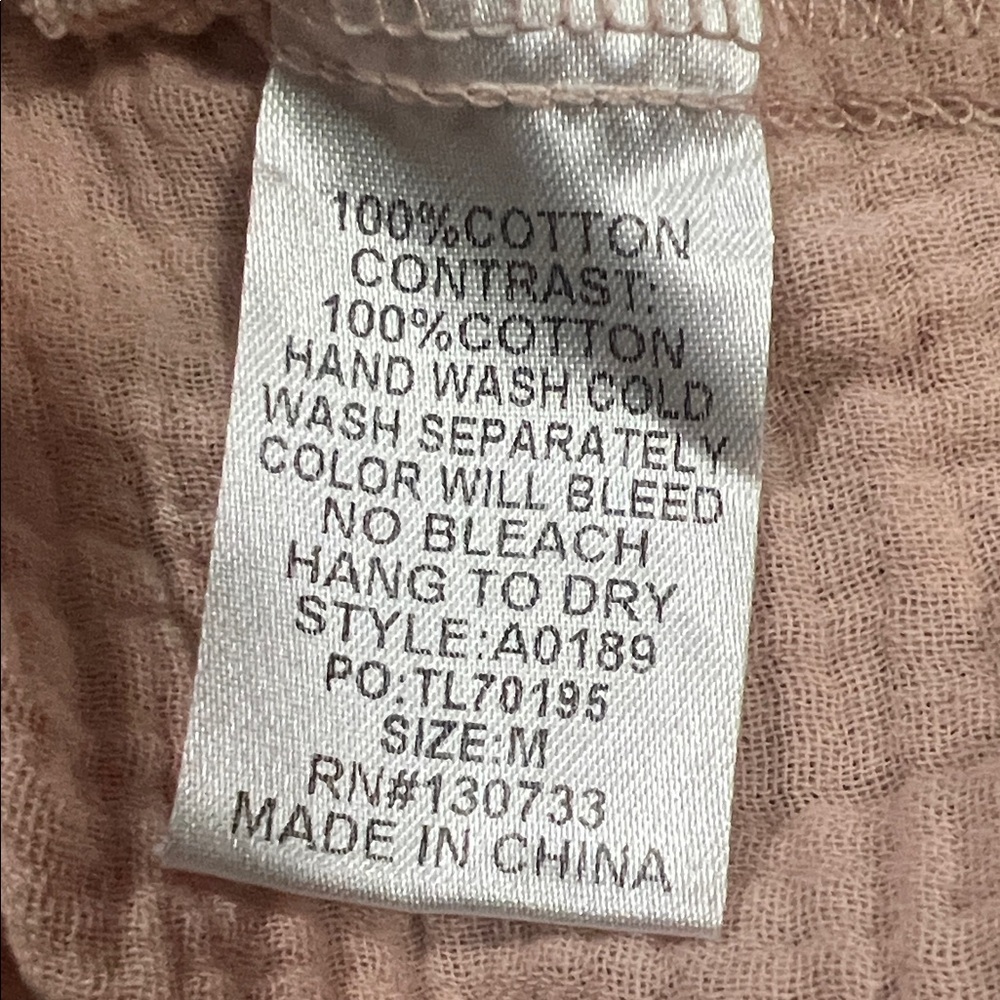 100%COTTON
CONTRAST:
100%COTTON
HAND WASH COLD
WASH SEPARATELY
COLOR WILL BLEED
NO BLEACH
HANG TO DRY
STYLE:A0189
PO:TL70195
SIZE:M
RN#130733
MADE IN CHINA